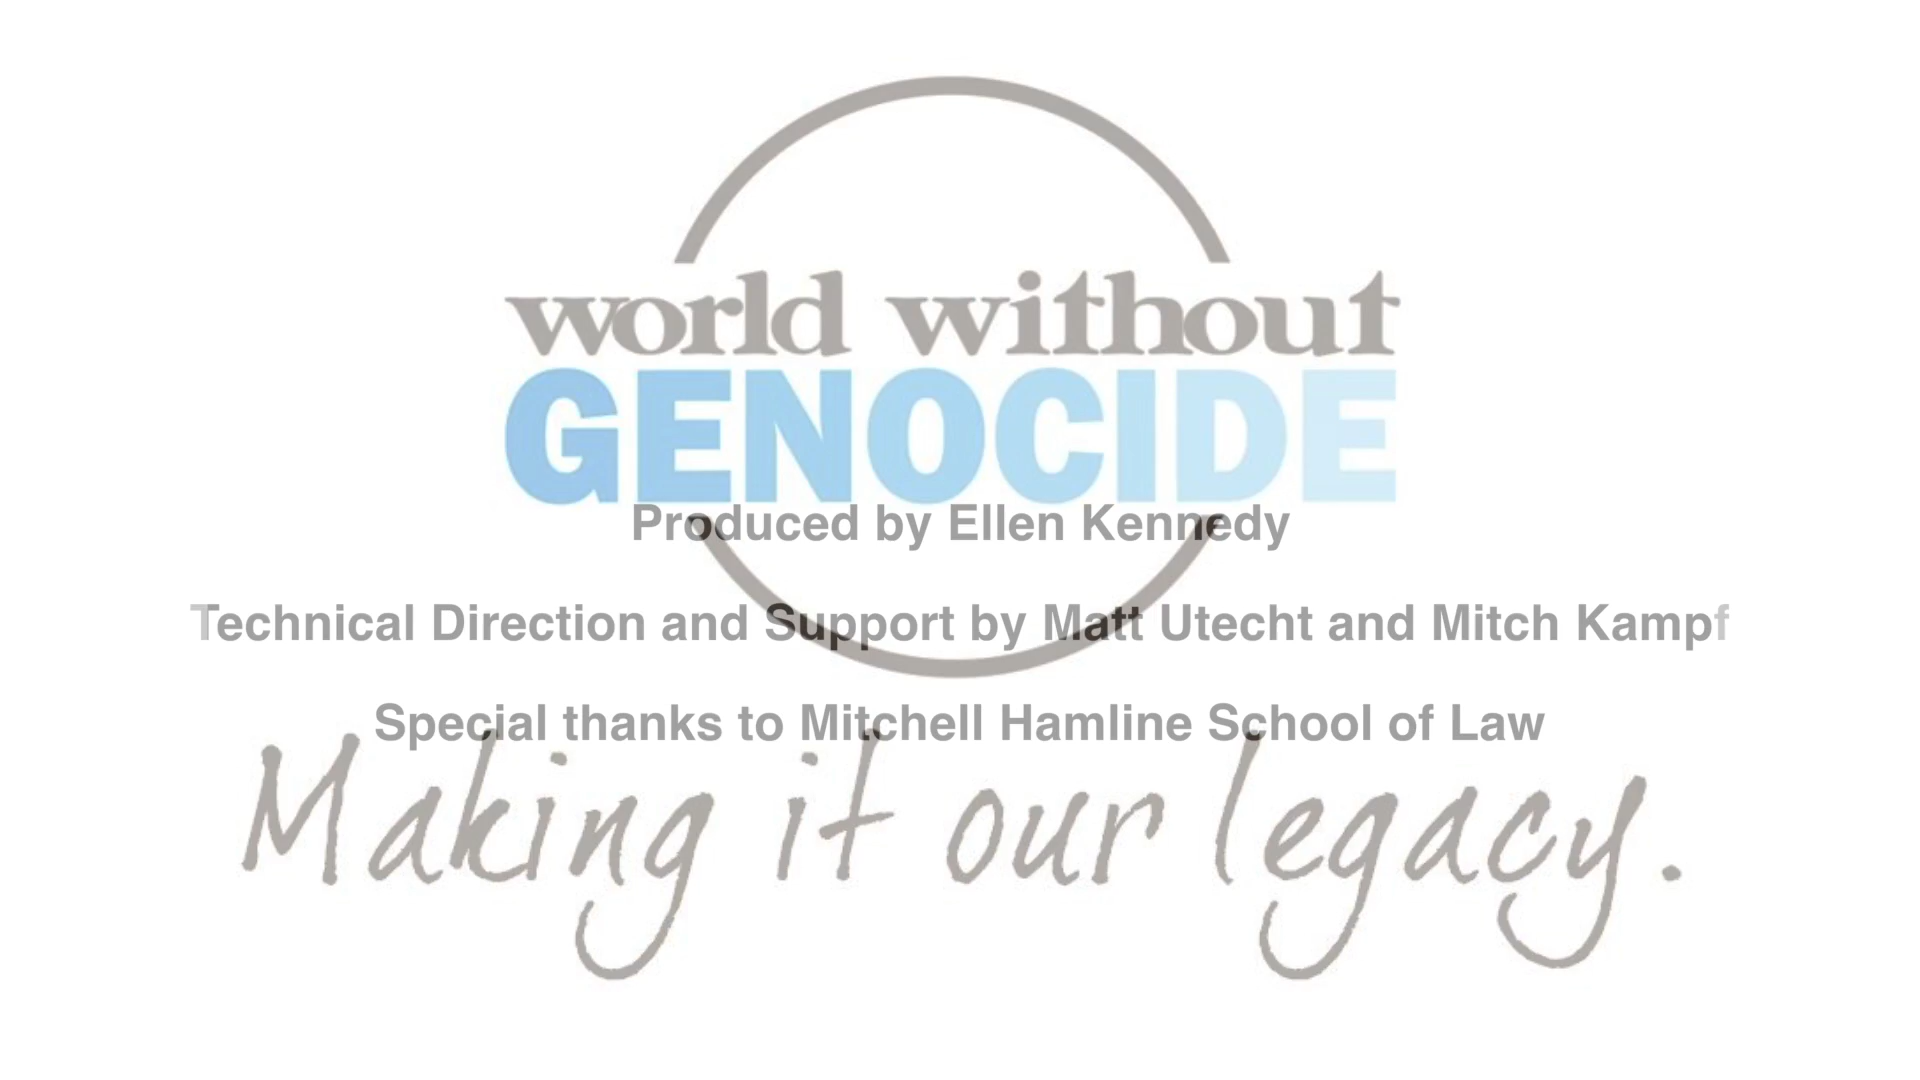 world without
GENOCIDE
Produced by Ellen Kennedy
Technical Direction and Support by Matt Utecht and Mitch Kampf
Special thanks to Mitchell Hamline School of Law
Making it our legacy.